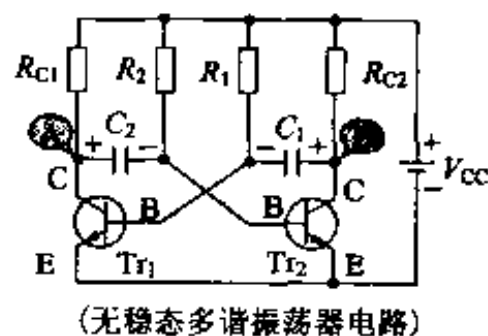 R_C1 R_2 R_1 R_C2
+ C_2 − − C_1 + +
V_CC
−
C C
B B
E Tr_1 Tr_2 E
(无稳态多谐振荡器电路)